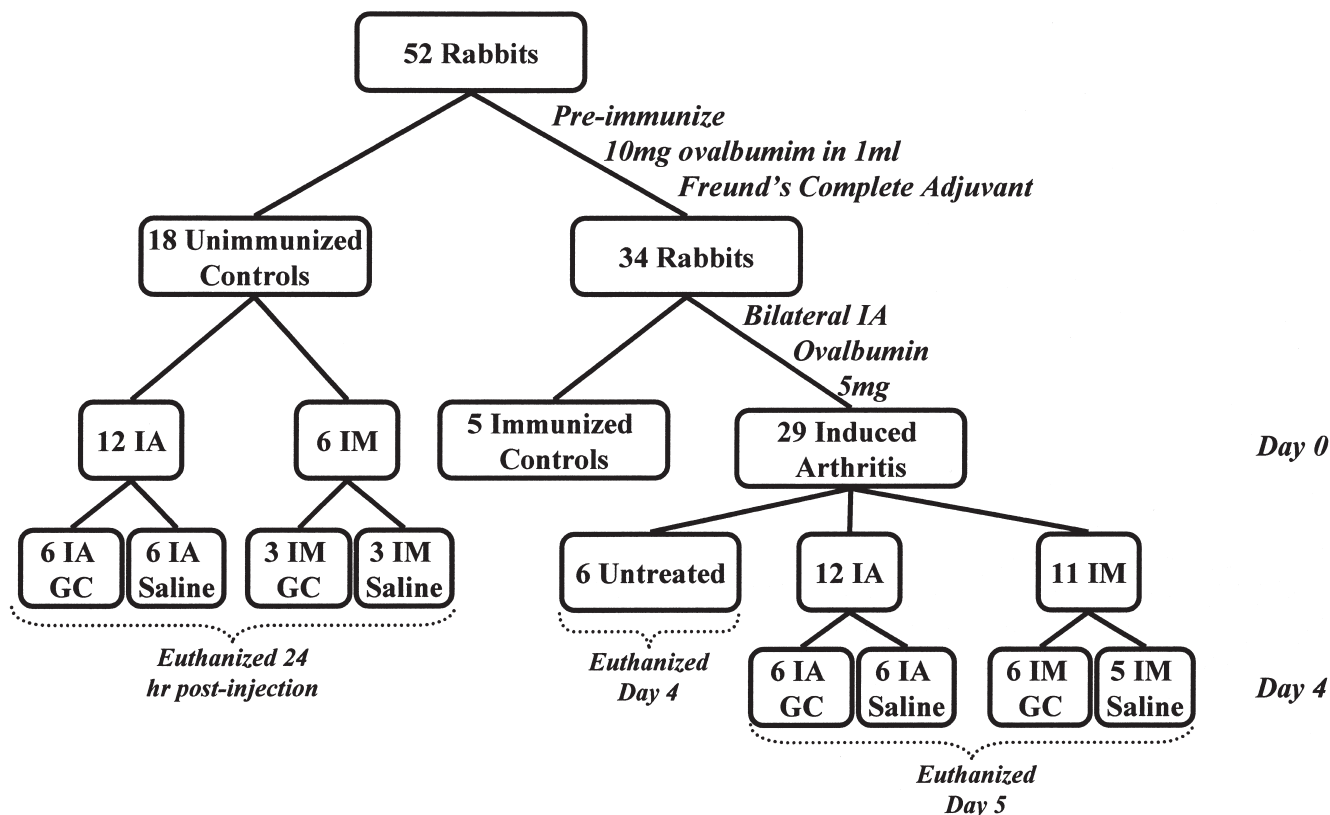 52 Rabbits
Pre-immunize
10mg ovalbumim in 1ml
Freund's Complete Adjuvant
18 Unimmunized
Controls
34 Rabbits
Bilateral IA
Ovalbumin
5mg
12 IA
6 IM
5 Immunized
Controls
29 Induced
Arthritis
Day 0
6 IA
GC
6 IA
Saline
3 IM
GC
3 IM
Saline
6 Untreated
12 IA
11 IM
Euthanized 24
hr post-injection
Euthanized
Day 4
6 IA
GC
6 IA
Saline
6 IM
GC
5 IM
Saline
Day 4
Euthanized
Day 5